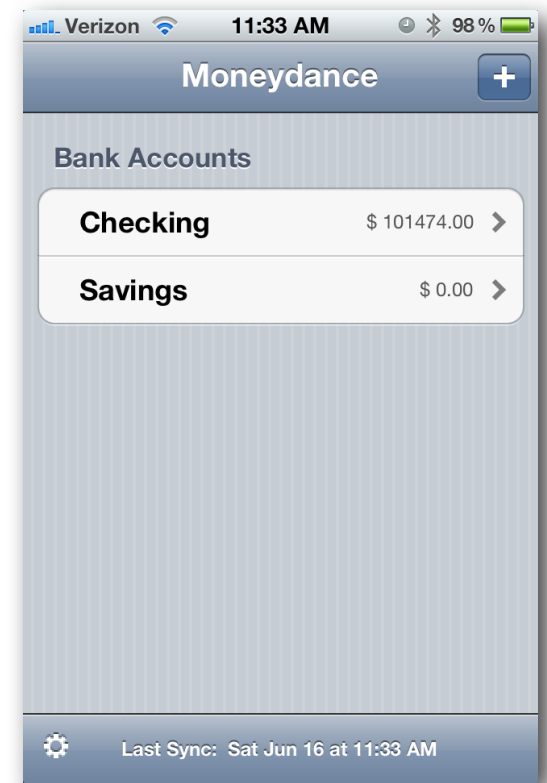 Verizon 11:33 AM 98 %
Moneydance +
Bank Accounts
Checking $ 101474.00
Savings $ 0.00
Last Sync: Sat Jun 16 at 11:33 AM